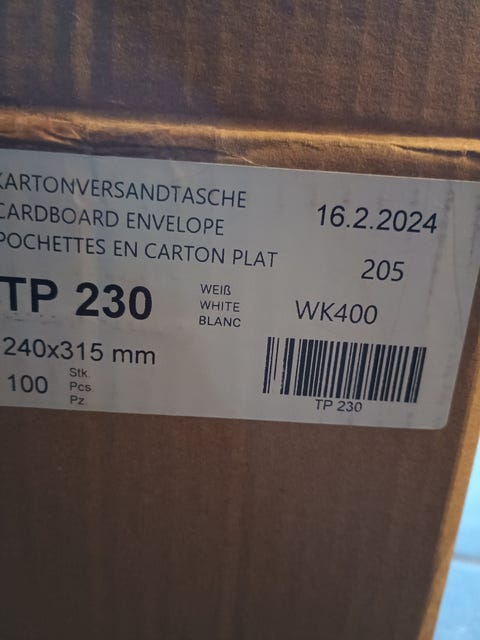 KARTONVERSANDTASCHE
CARDBOARD ENVELOPE
POCHETTES EN CARTON PLAT
16.2.2024
205
TP 230
WEIß
WHITE
BLANC
WK400
240x315 mm
100
Stk.
Pcs.
Pz.
TP 230